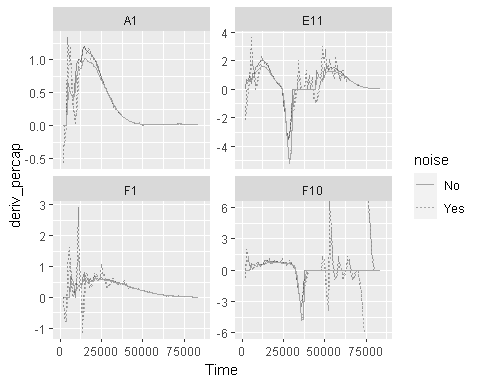 A1 E11
1.0
0.5
0.0
-0.5
4
2
0
-2
-4
F1 F10
3
2
1
0
-1
6
3
0
-3
-6
0 25000 50000 75000 0 25000 50000 75000
Time
deriv_percap
noise
No
Yes